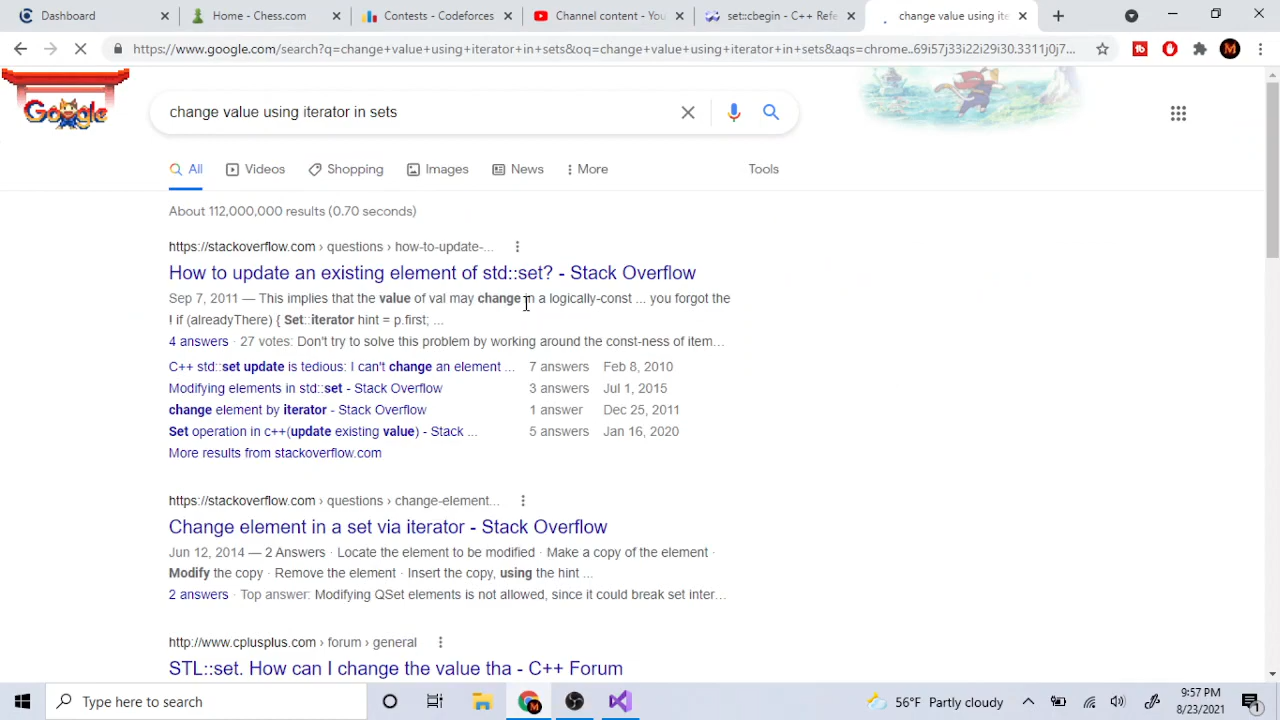 Dashboard
Home - Chess.com
Contests - Codeforces
Channel content - You
set::cbegin - C++ Refe
change value using ite
https://www.google.com/search?q=change+value+using+iterator+in+sets&oq=change+value+using+iterator+in+sets&aqs=chrome..69i57j33i22i29i30.3311j0j7...
M
Google
change value using iterator in sets
All
Videos
Shopping
Images
News
More
Tools
About 112,000,000 results (0.70 seconds)
https://stackoverflow.com › questions › how-to-update-...
How to update an existing element of std::set? - Stack Overflow
Sep 7, 2011 — This implies that the value of val may change in a logically-const ... you forgot the
! if (alreadyThere) { Set::iterator hint = p.first; ...
4 answers · 27 votes: Don't try to solve this problem by working around the const-ness of item...
C++ std::set update is tedious: I can't change an element ... 7 answers Feb 8, 2010
Modifying elements in std::set - Stack Overflow 3 answers Jul 1, 2015
change element by iterator - Stack Overflow 1 answer Dec 25, 2011
Set operation in c++(update existing value) - Stack ... 5 answers Jan 16, 2020
More results from stackoverflow.com
https://stackoverflow.com › questions › change-element...
Change element in a set via iterator - Stack Overflow
Jun 12, 2014 — 2 Answers · Locate the element to be modified · Make a copy of the element ·
Modify the copy · Remove the element · Insert the copy, using the hint ...
2 answers · Top answer: Modifying QSet elements is not allowed, since it could break set inter...
http://www.cplusplus.com › forum › general
STL::set. How can I change the value tha - C++ Forum
Type here to search
M
56°F Partly cloudy
9:57 PM
8/23/2021
1